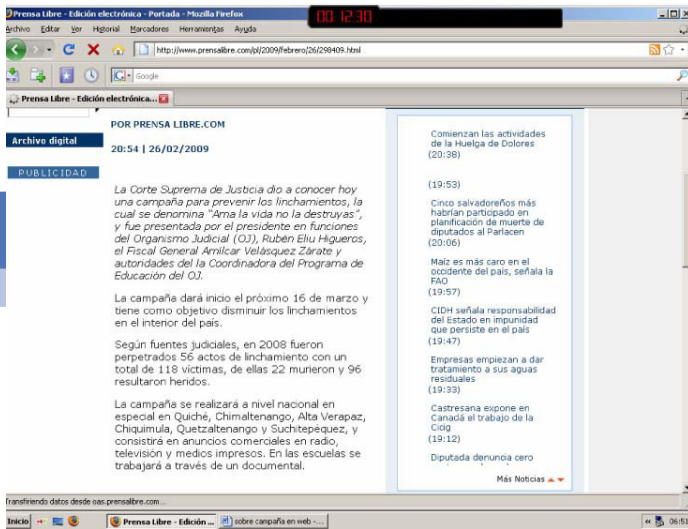 Prensa Libre - Edición electrónica - Portada - Mozilla Firefox
00:12:30
Archivo Editar Ver Historial Marcadores Herramientas Ayuda
http://www.prensalibre.com/pl/2009/febrero/26/298409.html
Google
Prensa Libre - Edición electrónica...
Archivo digital
PUBLICIDAD
POR PRENSA LIBRE.COM
20:54 | 26/02/2009
La Corte Suprema de Justicia dio a conocer hoy
una campaña para prevenir los linchamientos, la
cual se denomina "Ama la vida no la destruyas",
y fue presentada por el presidente en funciones
del Organismo Judicial (OJ), Rubén Eliu Higueros,
el Fiscal General Amílcar Velásquez Zárate y
autoridades del la Coordinadora del Programa de
Educación del OJ.
La campaña dará inicio el próximo 16 de marzo y
tiene como objetivo disminuir los linchamientos
en el interior del país.
Según fuentes judiciales, en 2008 fueron
perpetrados 56 actos de linchamiento con un
total de 118 víctimas, de ellas 22 murieron y 96
resultaron heridos.
La campaña se realizará a nivel nacional en
especial en Quiché, Chimaltenango, Alta Verapaz,
Chiquimula, Quetzaltenango y Suchitepéquez, y
consistirá en anuncios comerciales en radio,
televisión y medios impresos. En las escuelas se
trabajará a través de un documental.
Comienzan las actividades
de la Huelga de Dolores
(20:38)
(19:53)
Cinco salvadoreños más
habrían participado en
planificación de muerte de
diputados al Parlacen
(20:06)
Maíz es más caro en el
occidente del país, señala la
FAO
(19:57)
CIDH señala responsabilidad
del Estado en impunidad
que persiste en el país
(19:47)
Empresas empiezan a dar
tratamiento a sus aguas
residuales
(19:33)
Castresana expone en
Canadá el trabajo de la
Cicig
(19:12)
Diputada denuncia cero
Más Noticias
Transfiriendo datos desde oas.prensalibre.com...
Inicio
Prensa Libre - Edición ...
sobre campaña en web -...
06:51